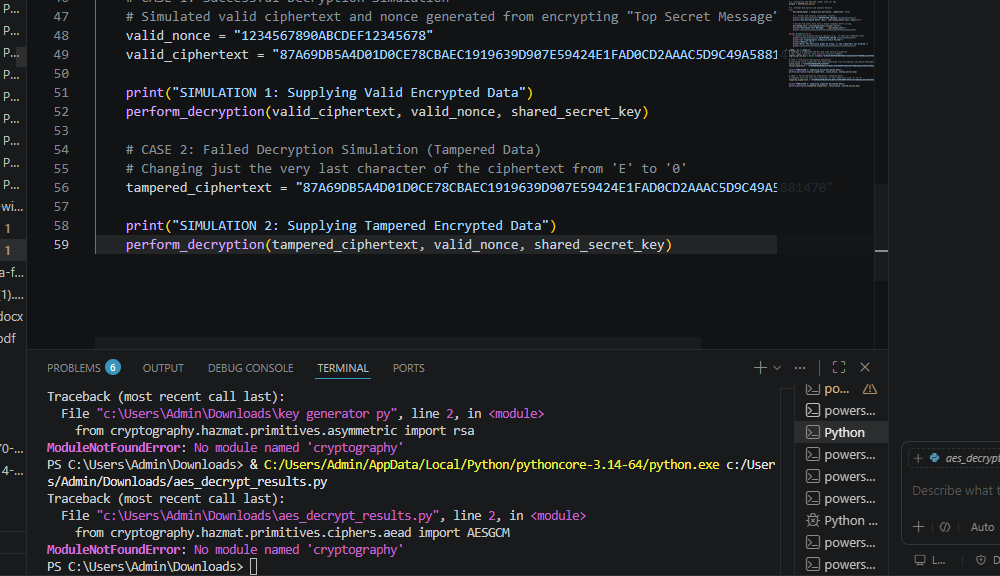 47 # Simulated valid ciphertext and nonce generated from encrypting "Top Secret Message"
48 valid_nonce = "1234567890ABCDEF12345678"
49 valid_ciphertext = "87A69DB5A4D01D0CE78CBAEC1919639D907E59424E1FAD0CD2AAAC5D9C49A5881
50
51 print("SIMULATION 1: Supplying Valid Encrypted Data")
52 perform_decryption(valid_ciphertext, valid_nonce, shared_secret_key)
53
54 # CASE 2: Failed Decryption Simulation (Tampered Data)
55 # Changing just the very last character of the ciphertext from 'E' to '0'
56 tampered_ciphertext = "87A69DB5A4D01D0CE78CBAEC1919639D907E59424E1FAD0CD2AAAC5D9C49A5881470"
57
58 print("SIMULATION 2: Supplying Tampered Encrypted Data")
59 perform_decryption(tampered_ciphertext, valid_nonce, shared_secret_key)
P...
P...
P...
P...
P...
P...
P...
P...
P...
-wi...
1
1
a-f...
(1)....
docx
pdf
70-...
4-...
PROBLEMS 6 OUTPUT DEBUG CONSOLE TERMINAL PORTS
Traceback (most recent call last):
File "c:\Users\Admin\Downloads\key generator py", line 2, in <module>
from cryptography.hazmat.primitives.asymmetric import rsa
ModuleNotFoundError: No module named 'cryptography'
PS C:\Users\Admin\Downloads> & C:/Users/Admin/AppData/Local/Python/pythoncore-3.14-64/python.exe c:/User
s/Admin/Downloads/aes_decrypt_results.py
Traceback (most recent call last):
File "c:\Users\Admin\Downloads\aes_decrypt_results.py", line 2, in <module>
from cryptography.hazmat.primitives.ciphers.aead import AESGCM
ModuleNotFoundError: No module named 'cryptography'
PS C:\Users\Admin\Downloads>
po...
powers...
Python
powers...
powers...
powers...
Python ...
powers...
powers...
aes_decrypt
Describe what t
Auto
L...
D